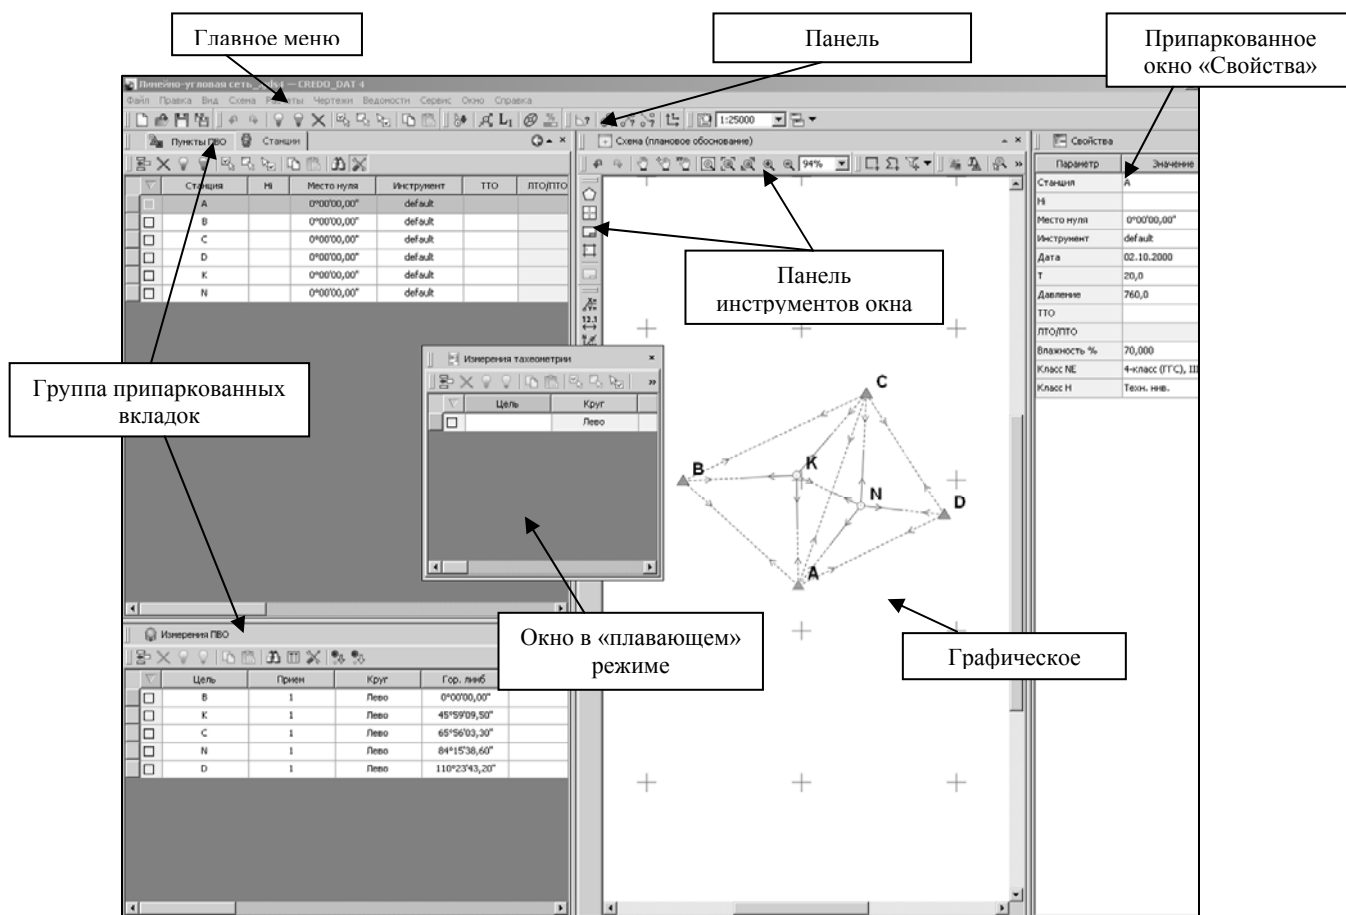 Главное меню
Панель
Припаркованное
окно «Свойства»
CREDO_DAT 4
Файл Правка Вид Схема Расчеты Чертежи Ведомости Сервис Окно Справка
1:25000
Пункты ПВО Станции
Схема (плановое обоснование)
Свойства
94%
Станция Hi Место нуля Инструмент ТТО ЛТО/ПТО
A 0°00'00,00" default
B 0°00'00,00" default
C 0°00'00,00" default
D 0°00'00,00" default
K 0°00'00,00" default
N 0°00'00,00" default
Параметр Значение
Станция A
Hi
Место нуля 0°00'00,00"
Инструмент default
Дата 02.10.2000
T 20,0
Давление 760,0
ТТО
ЛТО/ПТО
Влажность % 70,000
Класс NE 4-класс (ГГС), III
Класс H Техн. нив.
Панель
инструментов окна
12.1
Группа припаркованных
вкладок
Измерения тахеометрии
Цель Круг
Лево
C
B
K
N
D
A
Окно в «плавающем»
режиме
Графическое
Измерения ПВО
Цель Прием Круг Гор. лимб
B 1 Лево 0°00'00,00"
K 1 Лево 45°59'09,50"
C 1 Лево 65°56'03,30"
N 1 Лево 84°15'38,60"
D 1 Лево 110°23'43,20"